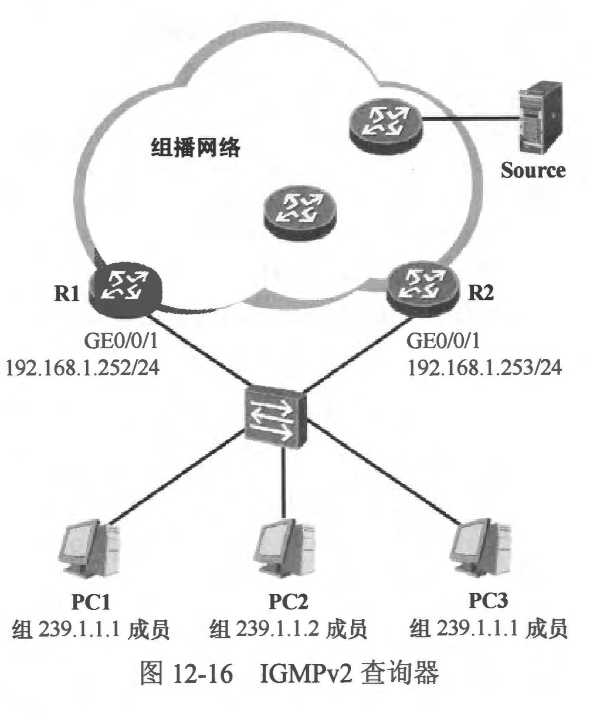 组播网络
Source
R1
R2
GE0/0/1
192.168.1.252/24
GE0/0/1
192.168.1.253/24
PC1
组 239.1.1.1 成员
PC2
组 239.1.1.2 成员
PC3
组 239.1.1.1 成员
图 12-16 IGMPv2 查询器